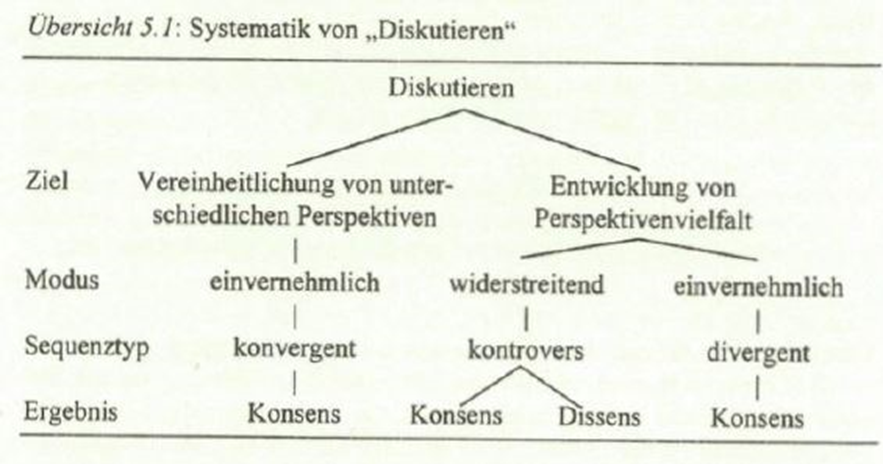 Übersicht 5.1: Systematik von „Diskutieren“
Diskutieren
Ziel Vereinheitlichung von unter- Entwicklung von
schiedlichen Perspektiven Perspektivenvielfalt
Modus einvernehmlich widerstreitend einvernehmlich
Sequenztyp konvergent kontrovers divergent
Ergebnis Konsens Konsens Dissens Konsens